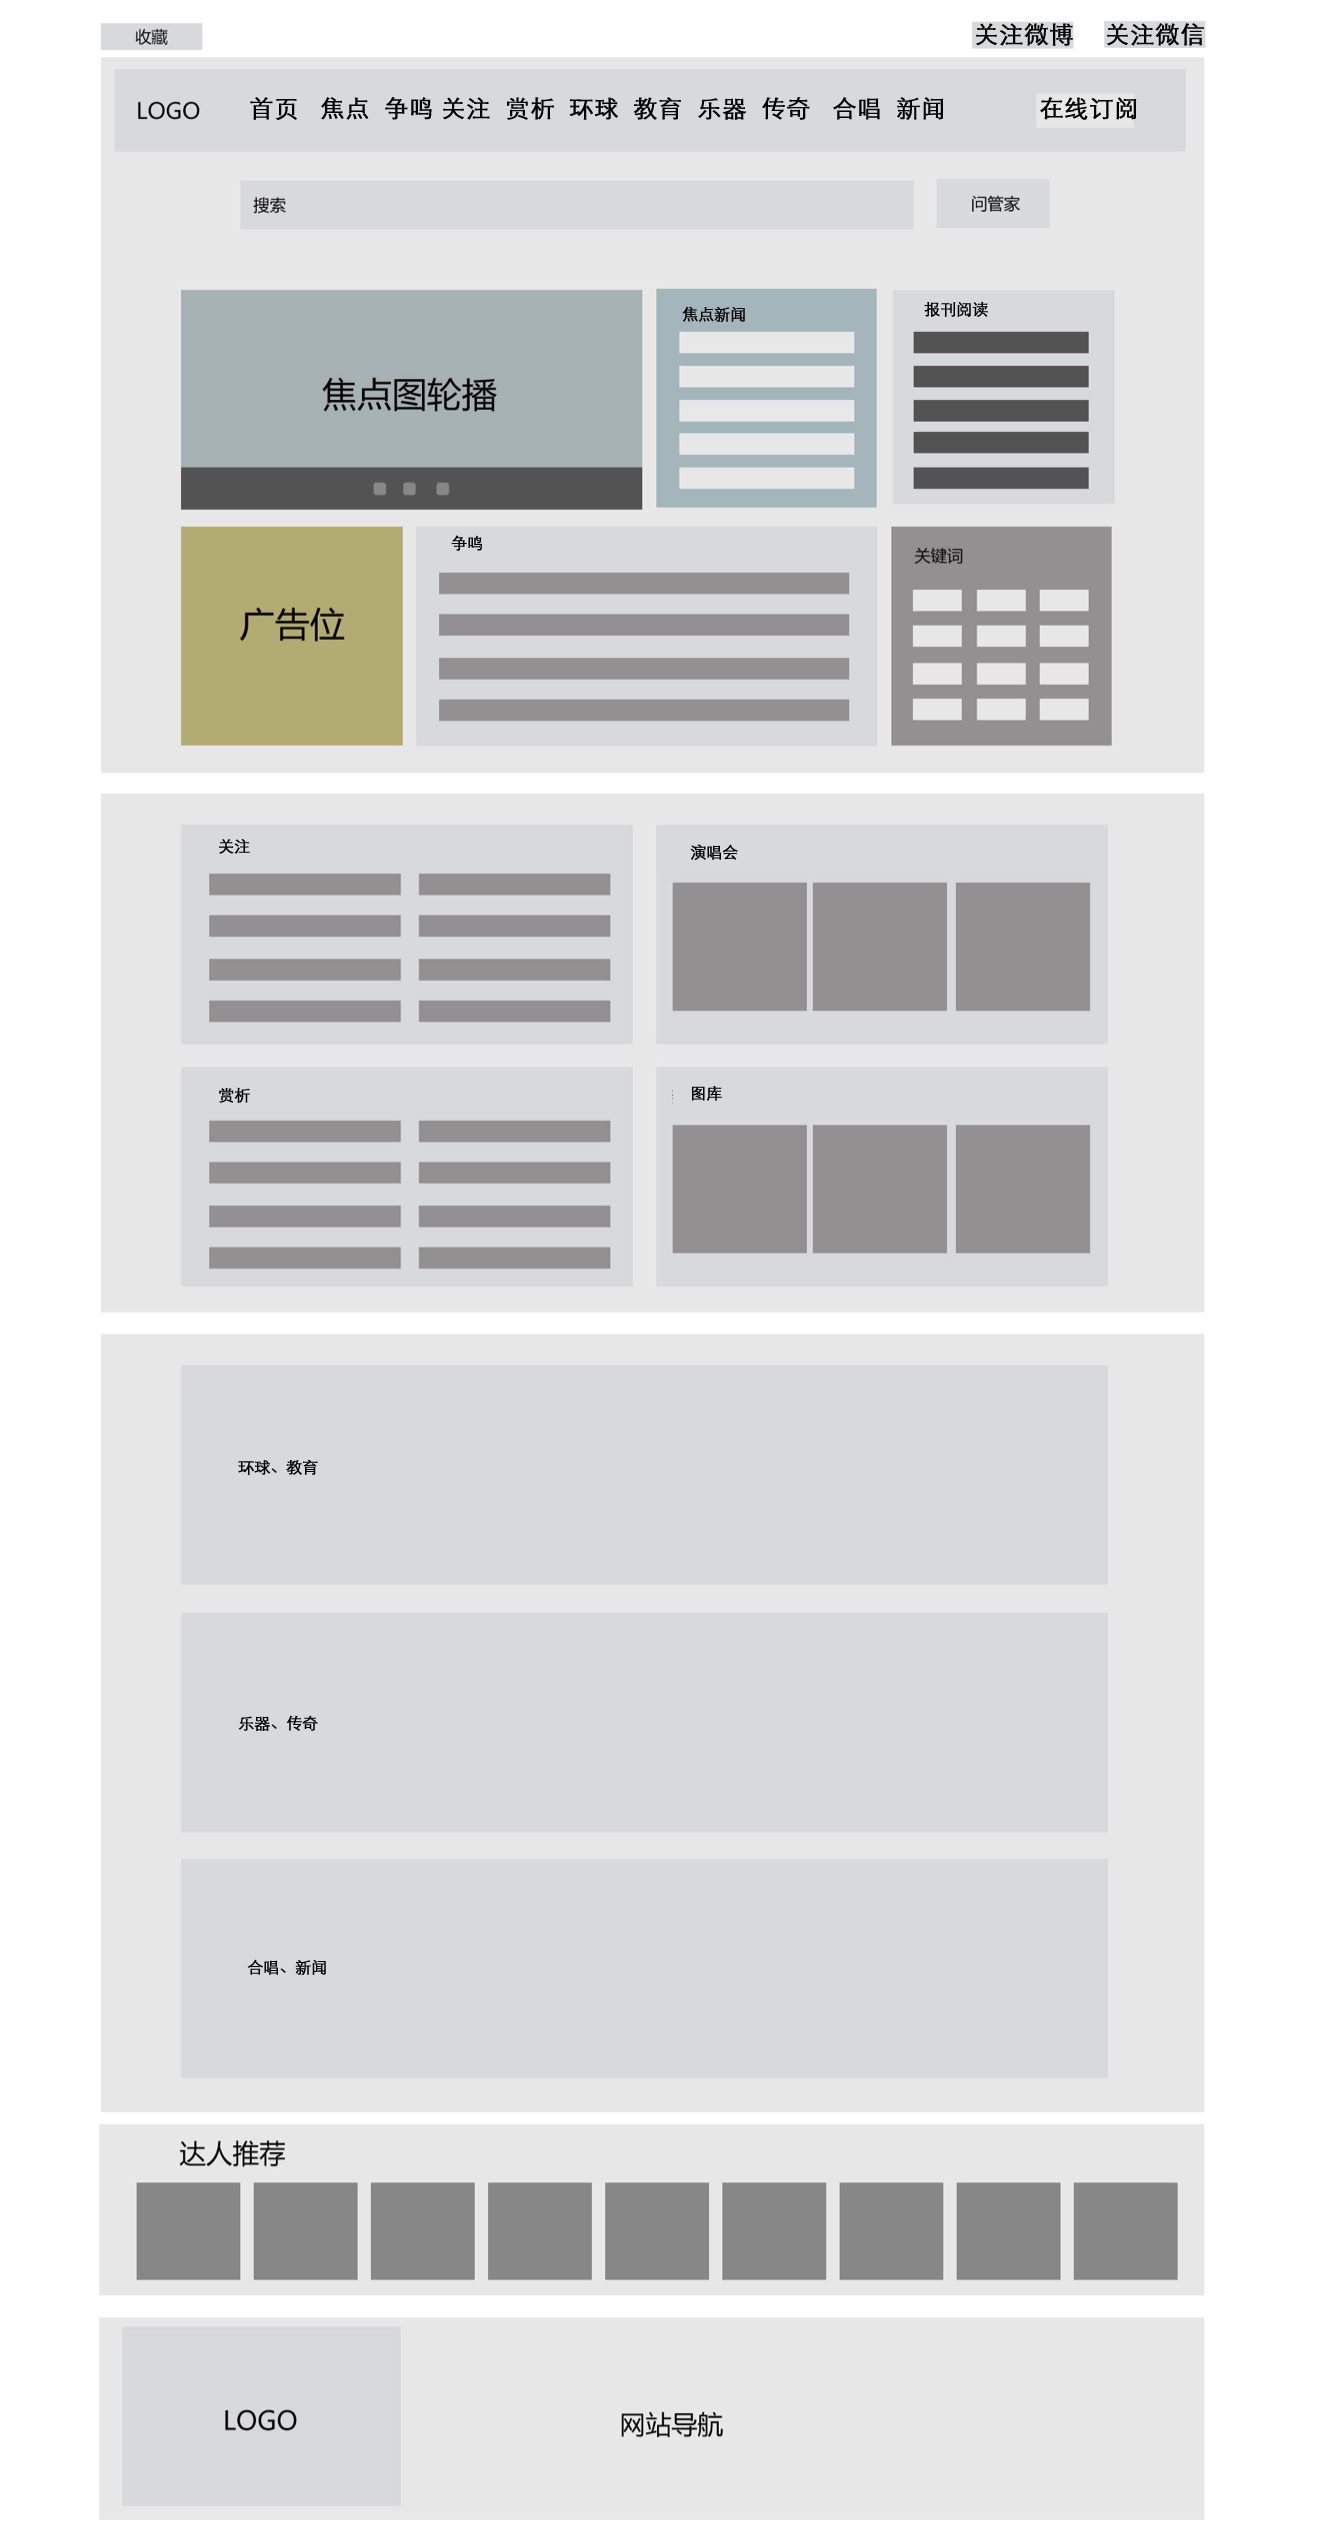 收藏 关注微博 关注微信
LOGO 首页 焦点 争鸣 关注 赏析 环球 教育 乐器 传奇 合唱 新闻 在线订阅
搜索 问管家
焦点图轮播
焦点新闻
报刊阅读
广告位
争鸣
关键词
关注
演唱会
赏析
图库
环球、教育
乐器、传奇
合唱、新闻
达人推荐
LOGO
网站导航